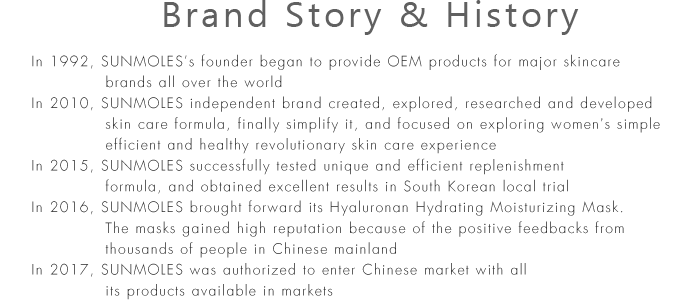 Brand Story & History
In 1992, SUNMOLES's founder began to provide OEM products for major skincare
brands all over the world
In 2010, SUNMOLES independent brand created, explored, researched and developed
skin care formula, finally simplify it, and focused on exploring women's simple
efficient and healthy revolutionary skin care experience
In 2015, SUNMOLES successfully tested unique and efficient replenishment
formula, and obtained excellent results in South Korean local trial
In 2016, SUNMOLES brought forward its Hyaluronan Hydrating Moisturizing Mask.
The masks gained high reputation because of the positive feedbacks from
thousands of people in Chinese mainland
In 2017, SUNMOLES was authorized to enter Chinese market with all
its products available in markets